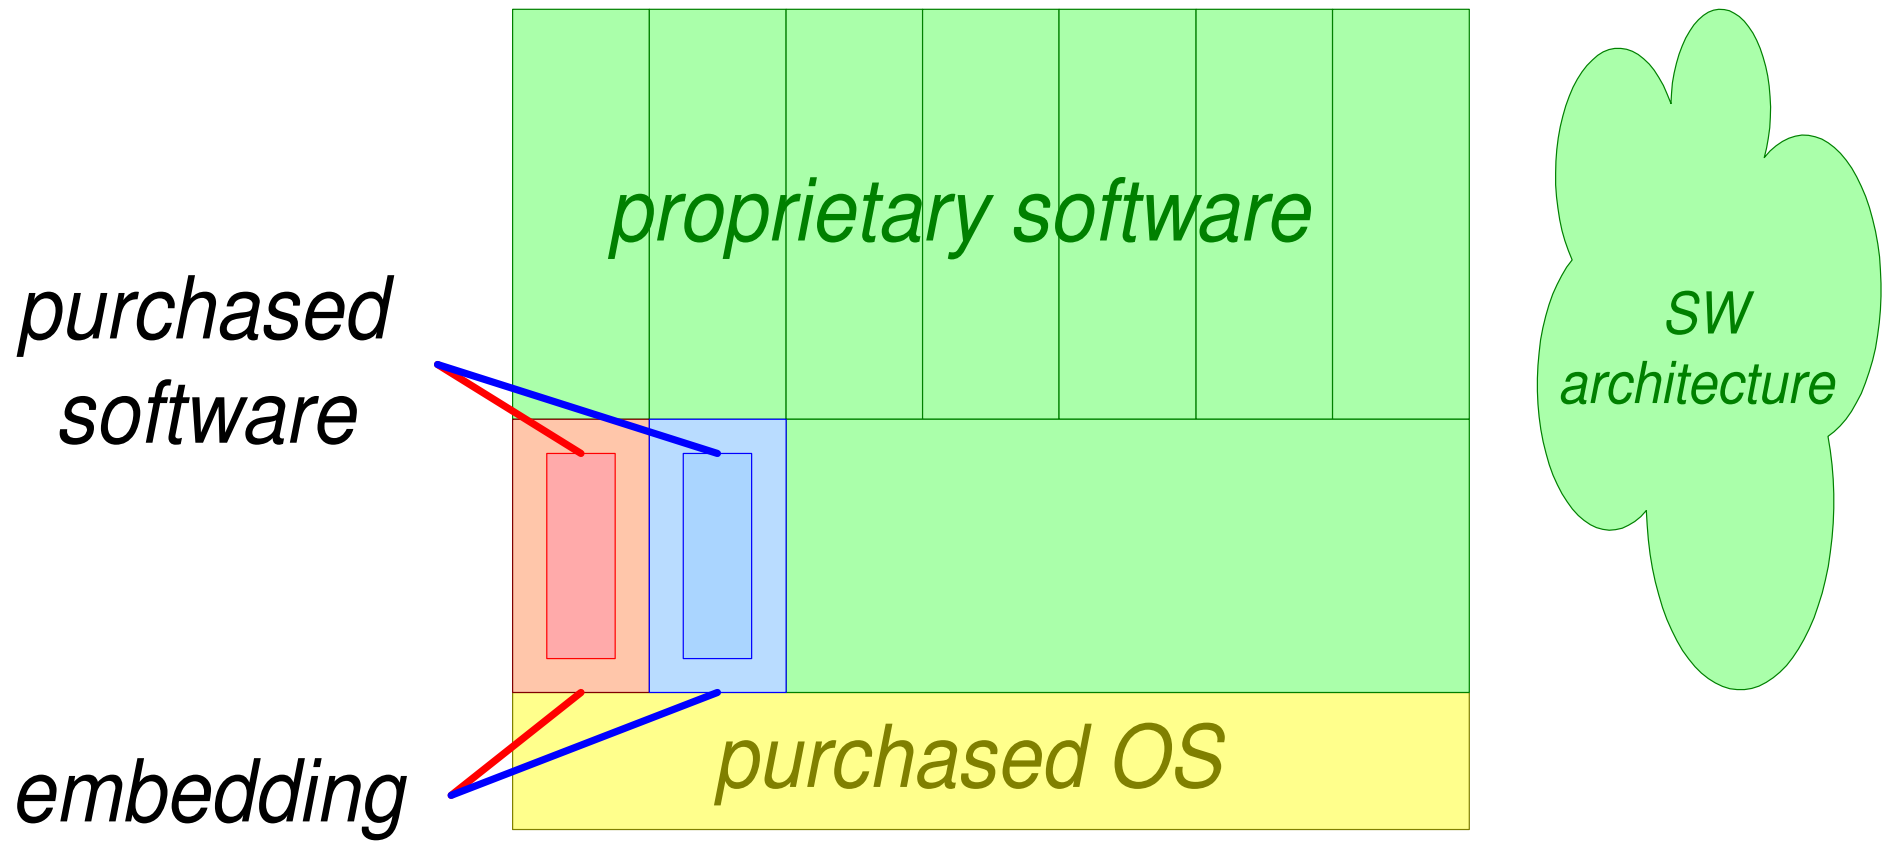 proprietary software
purchased
software
SW
architecture
purchased OS
embedding